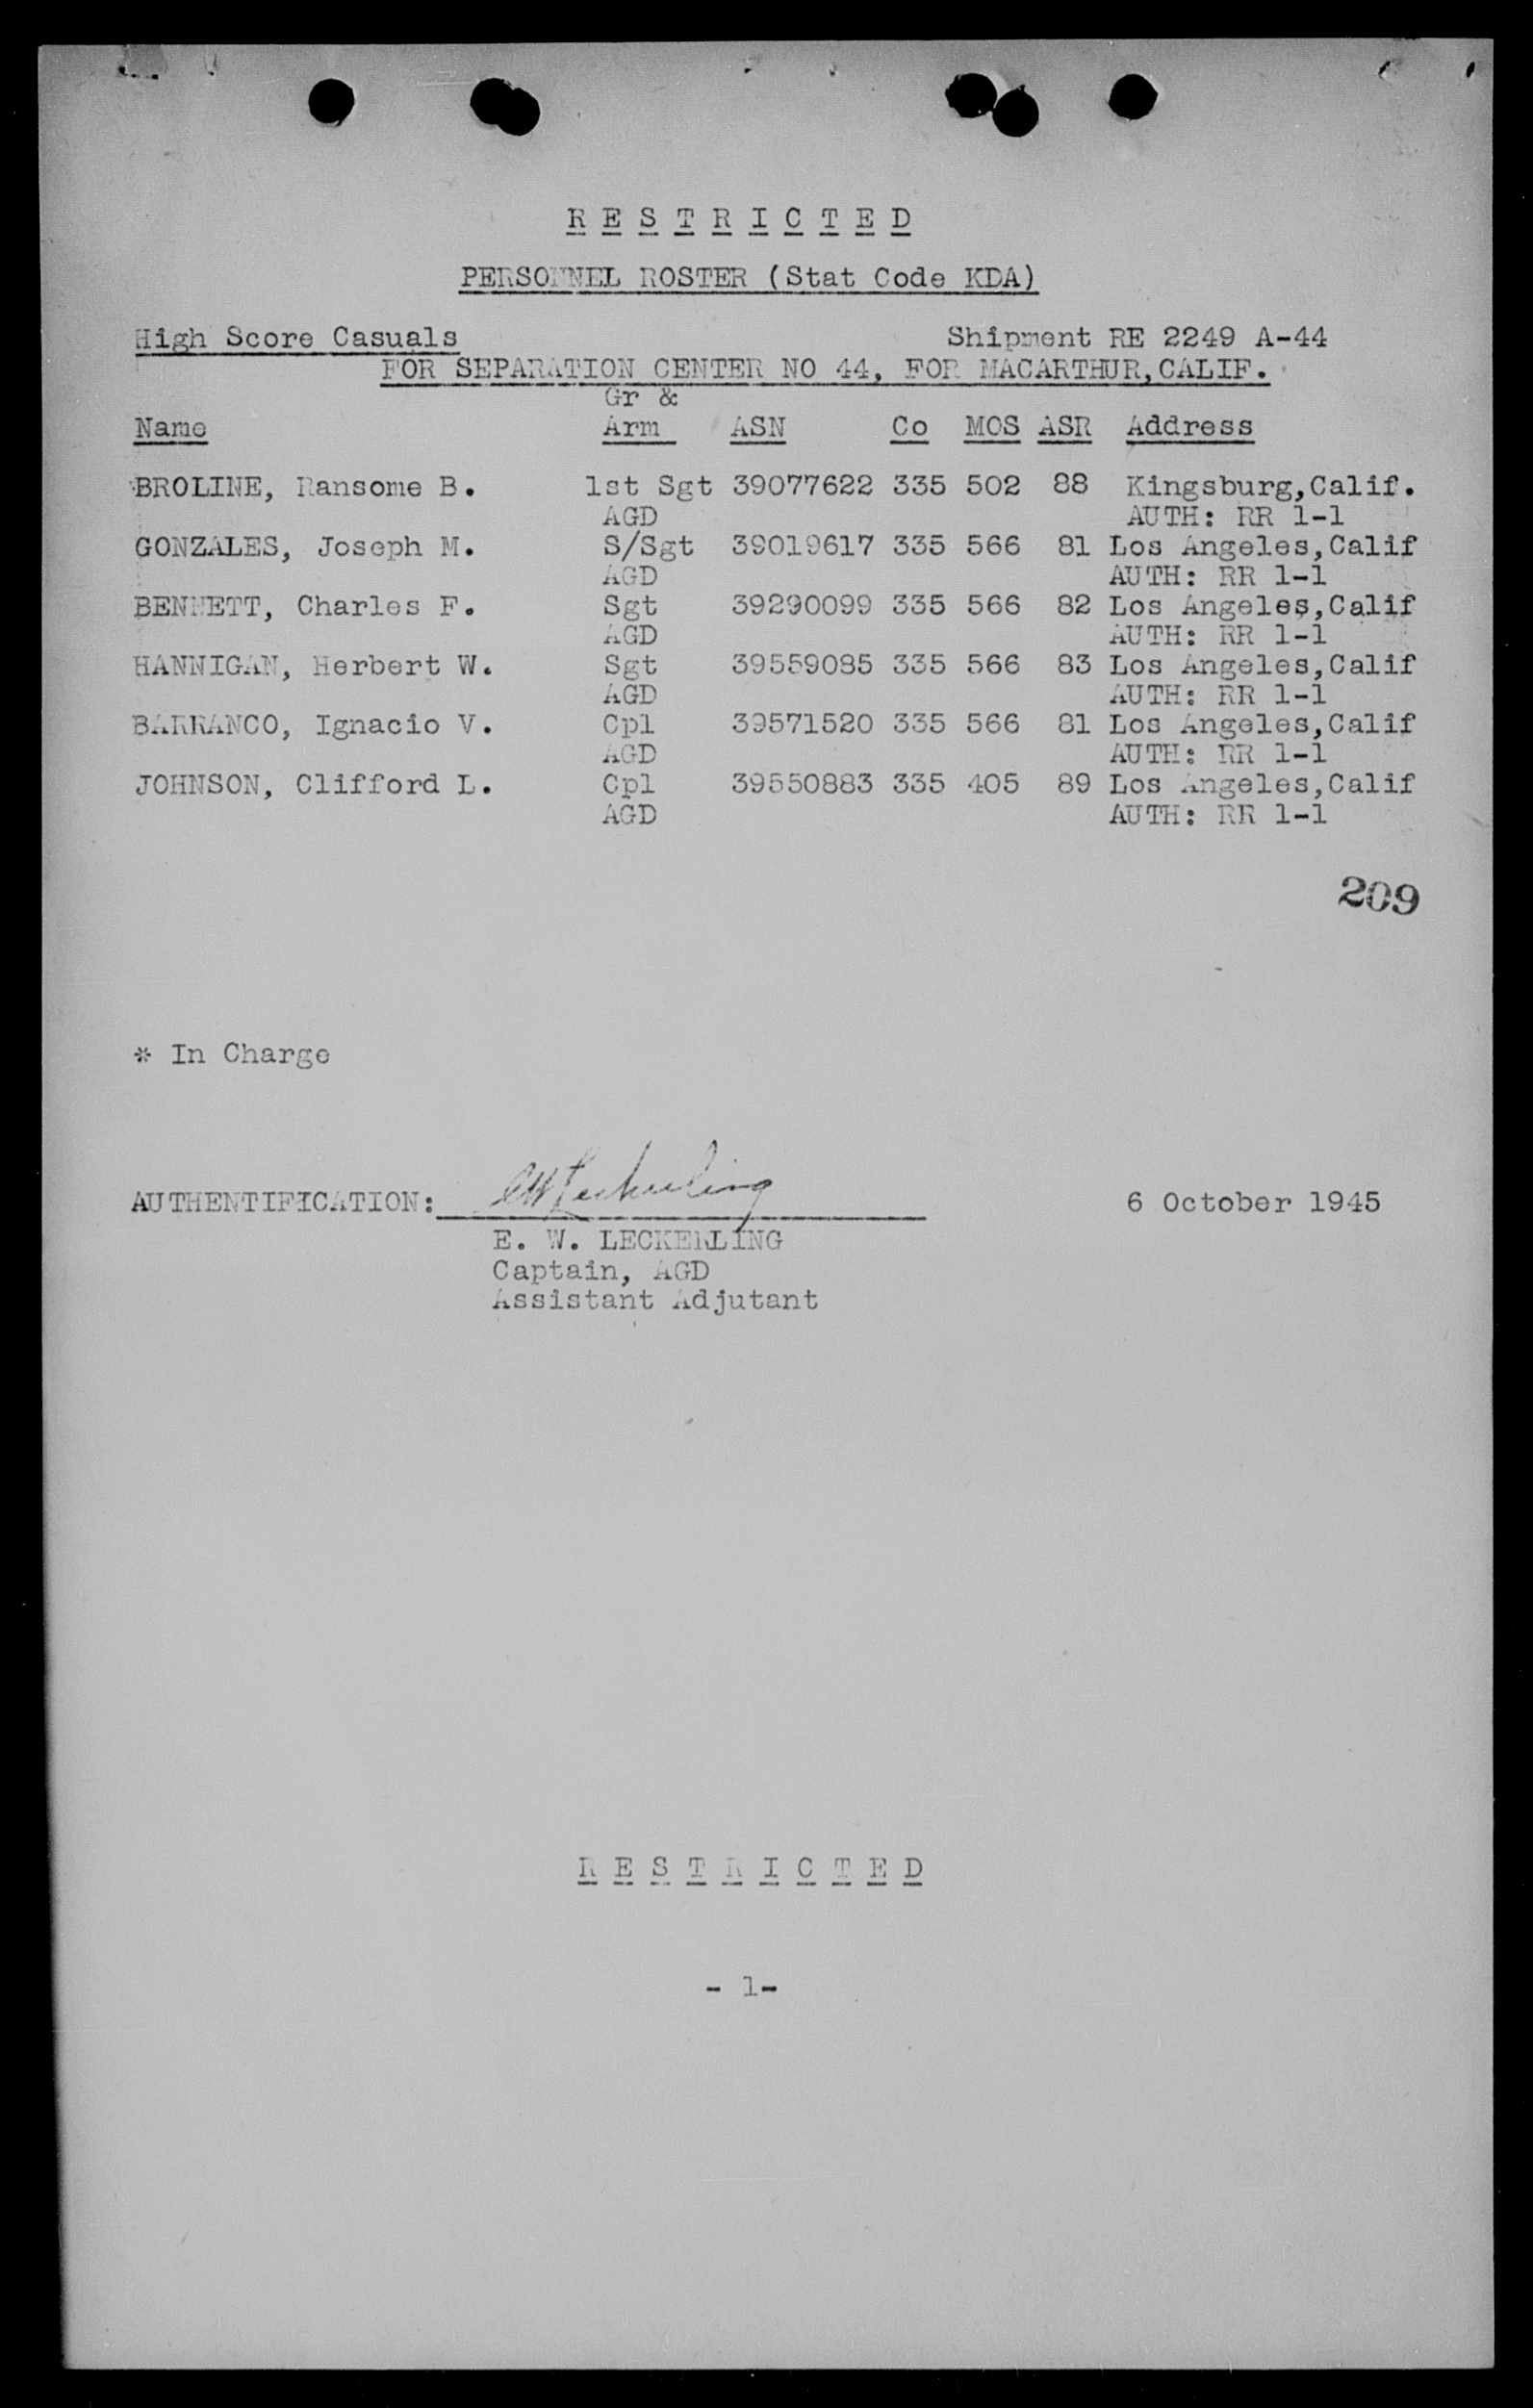 R E S T R I C T E D
PERSONNEL ROSTER (Stat Code KDA)
High Score Casuals Shipment RE 2249 A-44
FOR SEPARATION CENTER NO 44, FOR MACARTHUR,CALIF.
Gr &
Name Arm ASN Co MOS ASR Address
*BROLINE, Ransome B. 1st Sgt 39077622 335 502 88 Kingsburg,Calif.
AGD AUTH: RR 1-1
GONZALES, Joseph M. S/Sgt 39019617 335 566 81 Los Angeles,Calif
AGD AUTH: RR 1-1
BENNETT, Charles F. Sgt 39290099 335 566 82 Los Angeles,Calif
AGD AUTH: RR 1-1
HANNIGAN, Herbert W. Sgt 39559085 335 566 83 Los Angeles,Calif
AGD AUTH: RR 1-1
BARRANCO, Ignacio V. Cpl 39571520 335 566 81 Los Angeles,Calif
AGD AUTH: RR 1-1
JOHNSON, Clifford L. Cpl 39550883 335 405 89 Los Angeles,Calif
AGD AUTH: RR 1-1
209
* In Charge
AUTHENTIFICATION: EW Leckerling 6 October 1945
E. W. LECKERLING
Captain, AGD
Assistant Adjutant
R E S T R I C T E D
- 1-